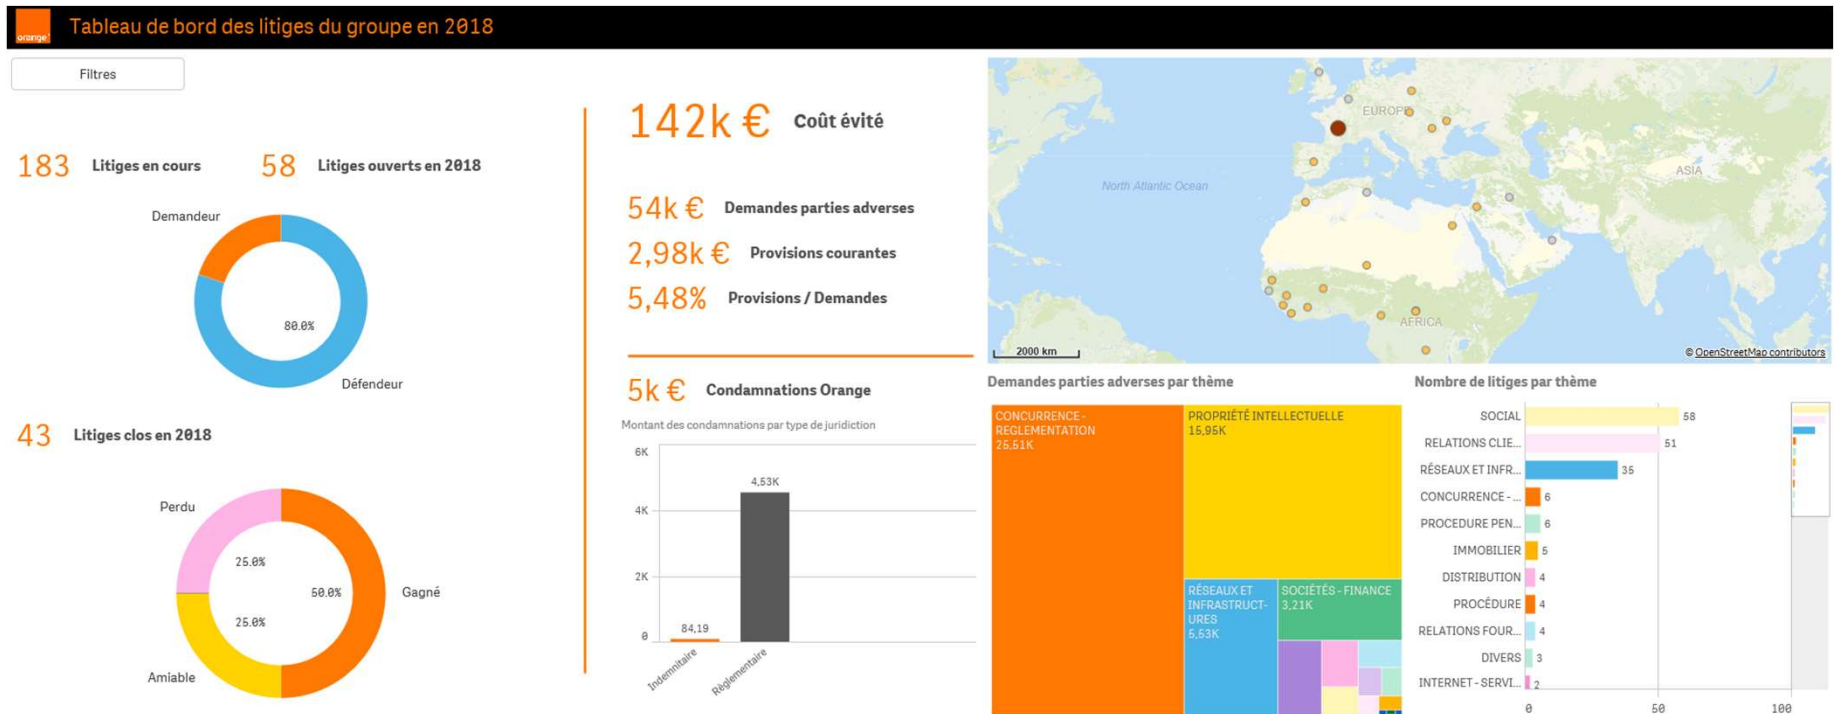 orange
Tableau de bord des litiges du groupe en 2018
Filtres
183 Litiges en cours
58 Litiges ouverts en 2018
Demandeur
80.0%
Défendeur
43 Litiges clos en 2018
Perdu
25.0%
50.0%
Gagné
25.0%
Amiable
142k € Coût évité
54k € Demandes parties adverses
2,98k € Provisions courantes
5,48% Provisions / Demandes
5k € Condamnations Orange
Montant des condamnations par type de juridiction
6K
4K
2K
0
84,19
4,53K
Indemnitaire
Règlementaire
EUROPE
ASIA
North Atlantic Ocean
AFRICA
2000 km
© OpenStreetMap contributors
Demandes parties adverses par thème
CONCURRENCE -
REGLEMENTATION
25,51K
PROPRIÉTÉ INTELLECTUELLE
15,95K
RÉSEAUX ET
INFRASTRUCT-
URES
5,53K
SOCIÉTÉS - FINANCE
3,21K
Nombre de litiges par thème
SOCIAL 58
RELATIONS CLIE... 51
RÉSEAUX ET INFR... 35
CONCURRENCE - ... 6
PROCEDURE PEN... 6
IMMOBILIER 5
DISTRIBUTION 4
PROCÉDURE 4
RELATIONS FOUR... 4
DIVERS 3
INTERNET - SERVI... 2
0 50 100